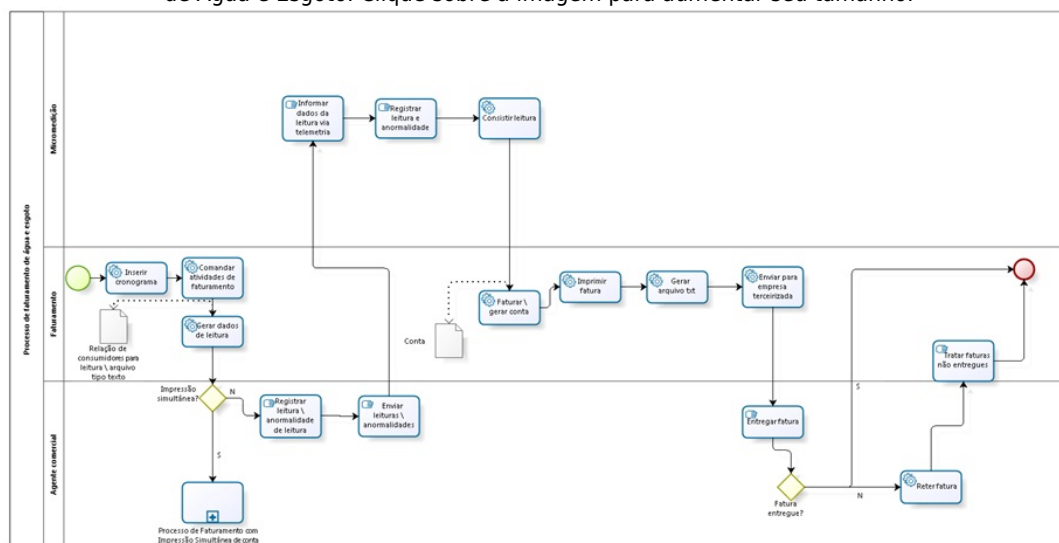 de Água e Esgoto. Clique sobre a imagem para aumentar seu tamanho.
Processo de faturamento de água e esgoto
Micromedição
Informar
dados da
leitura via
telemetria
Registrar
leitura e
anormalidade
Consistir leitura
Faturamento
Inserir
cronograma
Comandar
atividades de
faturamento
Relação de
consumidores para
leitura \ arquivo
tipo texto
Gerar dados
de leitura
Conta
Faturar \
gerar conta
Imprimir
fatura
Gerar
arquivo txt
Enviar para
empresa
terceirizada
Tratar faturas
não entregues
Agente comercial
Impressão
simultânea?
N
S
Registrar
leitura \
anormalidade
de leitura
Enviar
leituras \
anormalidades
Processo de Faturamento com
Impressão Simultânea de conta
Entregar fatura
Fatura
entregue?
S
N
Reter fatura